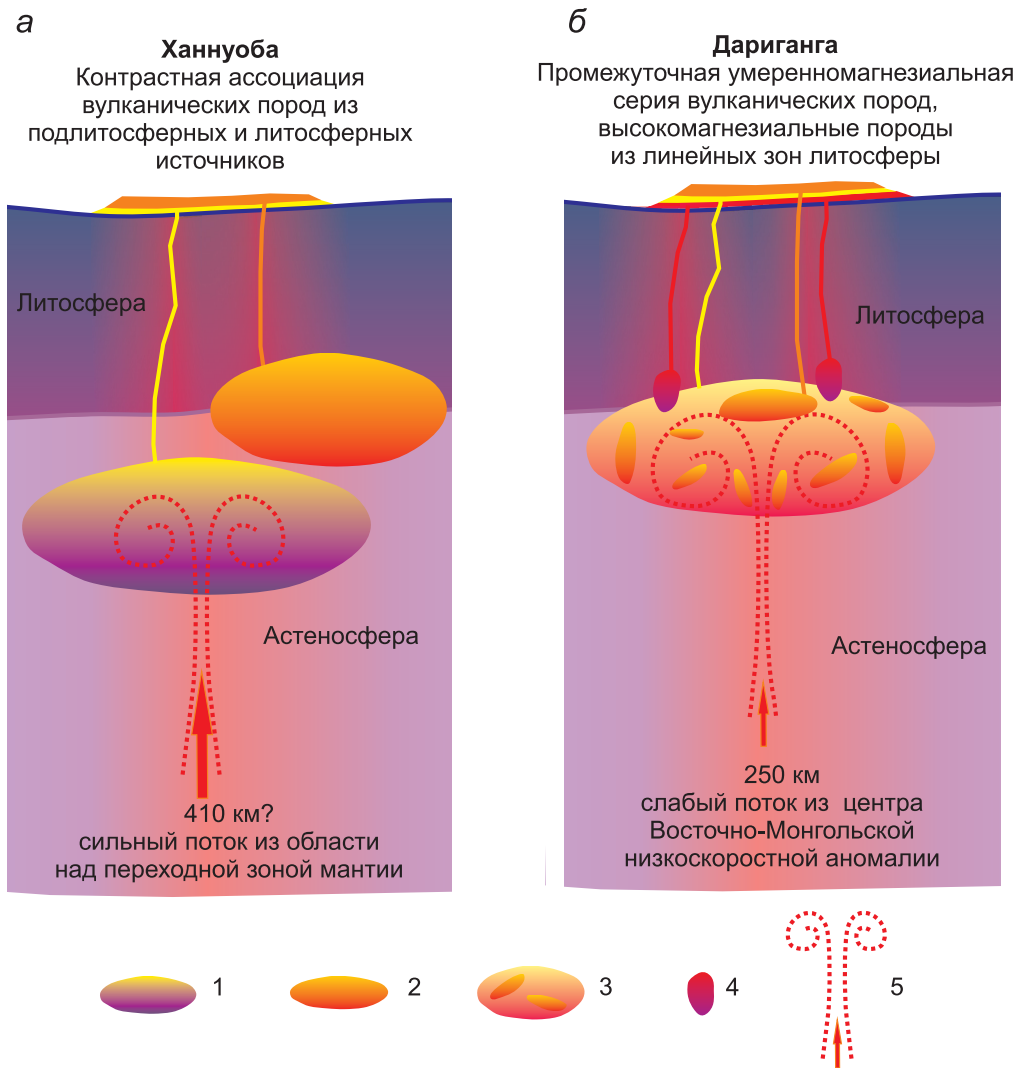 а
Ханнуоба
Контрастная ассоциация
вулканических пород из
подлитосферных и литосферных
источников
Литосфера
Астеносфера
410 км?
сильный поток из области
над переходной зоной мантии
б
Дариганга
Промежуточная умеренномагнезиальная
серия вулканических пород,
высокомагнезиальные породы
из линейных зон литосферы
Литосфера
Астеносфера
250 км
слабый поток из центра
Восточно-Монгольской
низкоскоростной аномалии
1
2
3
4
5